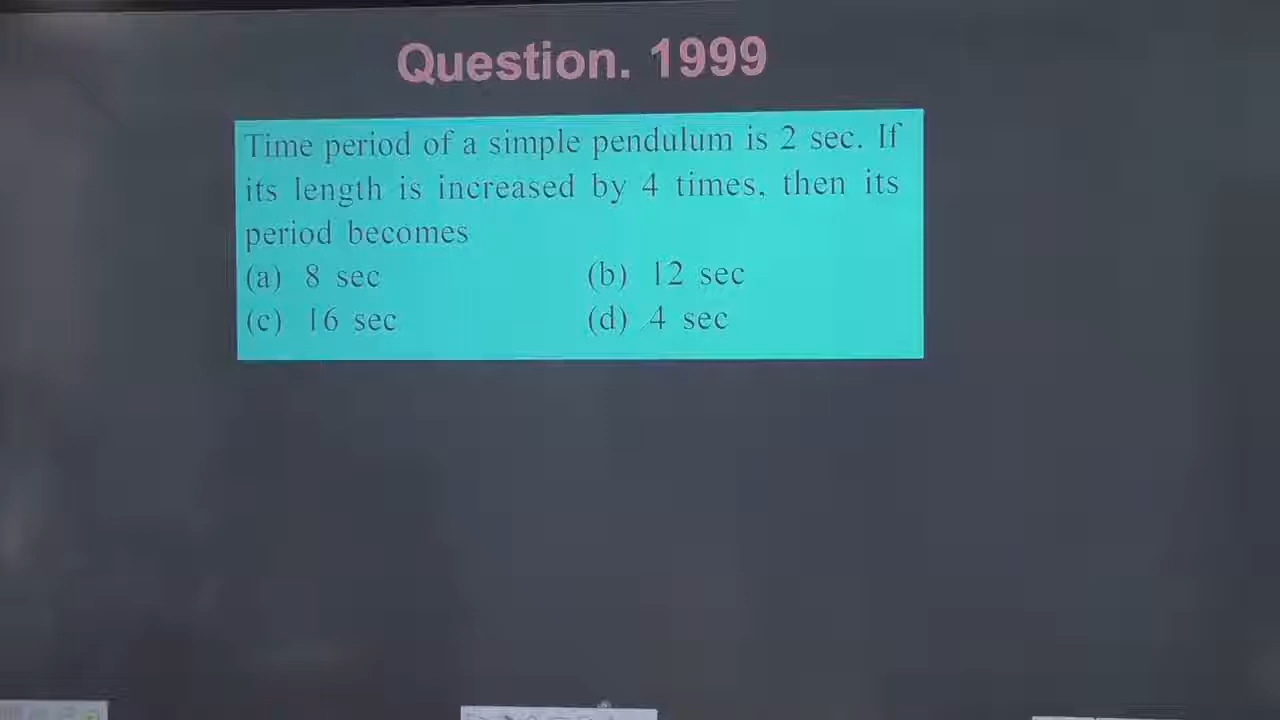 Question. 1999
Time period of a simple pendulum is 2 sec. If
its length is increased by 4 times, then its
period becomes
(a) 8 sec (b) 12 sec
(c) 16 sec (d) 4 sec